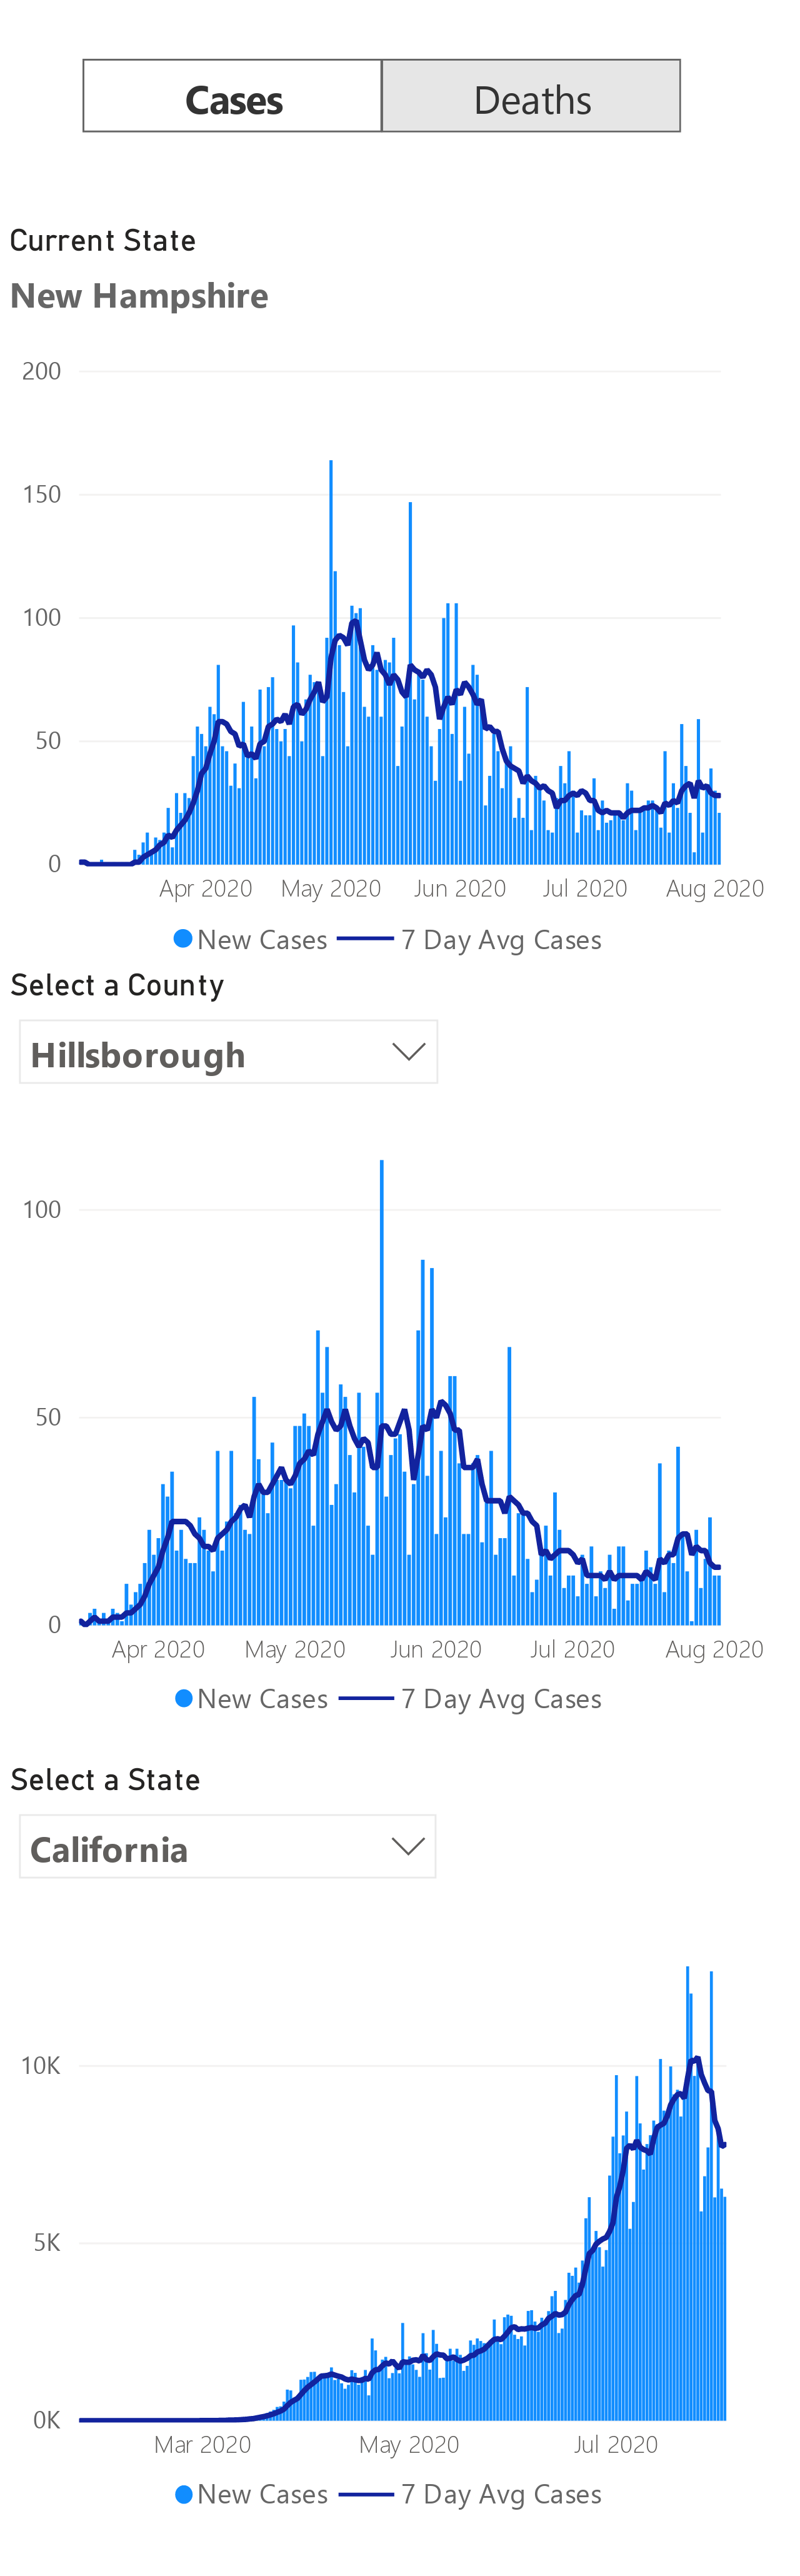 Cases Deaths
Current State
New Hampshire
200
150
100
50
0
Apr 2020 May 2020 Jun 2020 Jul 2020 Aug 2020
New Cases 7 Day Avg Cases
Select a County
Hillsborough
100
50
0
Apr 2020 May 2020 Jun 2020 Jul 2020 Aug 2020
New Cases 7 Day Avg Cases
Select a State
California
10K
5K
0K
Mar 2020 May 2020 Jul 2020
New Cases 7 Day Avg Cases